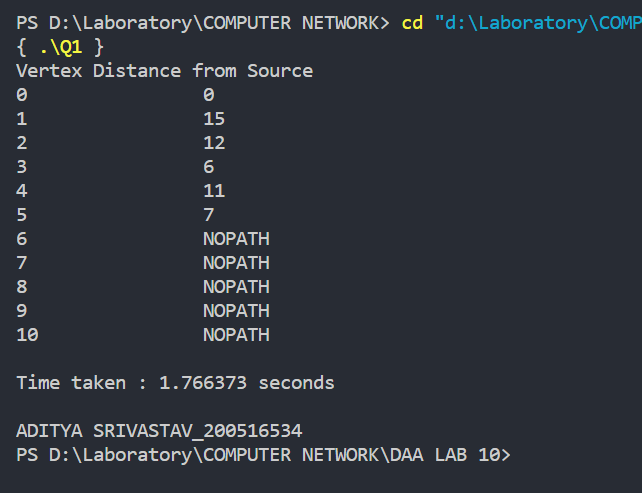 PS D:\Laboratory\COMPUTER NETWORK> cd "d:\Laboratory\COMP
{ .\Q1 }
Vertex Distance from Source
0 0
1 15
2 12
3 6
4 11
5 7
6 NOPATH
7 NOPATH
8 NOPATH
9 NOPATH
10 NOPATH
Time taken : 1.766373 seconds
ADITYA SRIVASTAV_200516534
PS D:\Laboratory\COMPUTER NETWORK\DAA LAB 10>